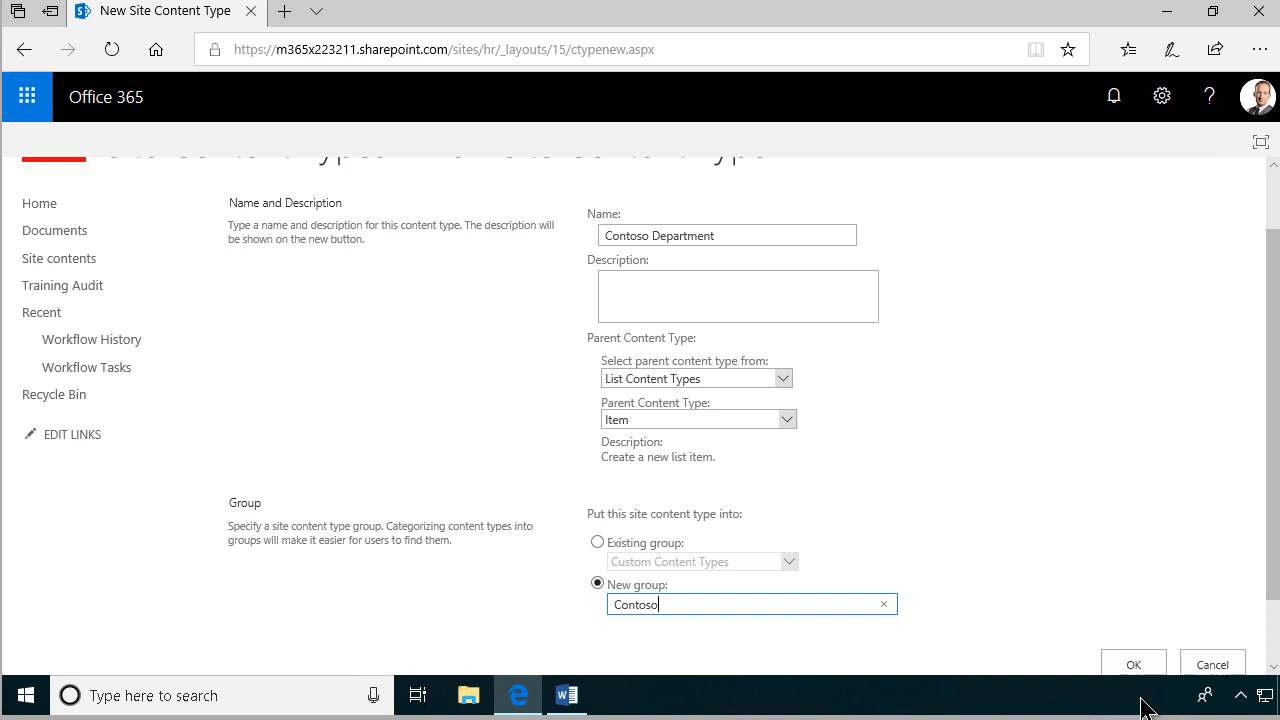 New Site Content Type
https://m365x223211.sharepoint.com/sites/hr/_layouts/15/ctypenew.aspx
Office 365
Home
Documents
Site contents
Training Audit
Recent
Workflow History
Workflow Tasks
Recycle Bin
EDIT LINKS
Name and Description
Type a name and description for this content type. The description will
be shown on the new button.
Name:
Contoso Department
Description:
Parent Content Type:
Select parent content type from:
List Content Types
Parent Content Type:
Item
Description:
Create a new list item.
Group
Specify a site content type group. Categorizing content types into
groups will make it easier for users to find them.
Put this site content type into:
Existing group:
Custom Content Types
New group:
Contoso
OK
Cancel
Type here to search